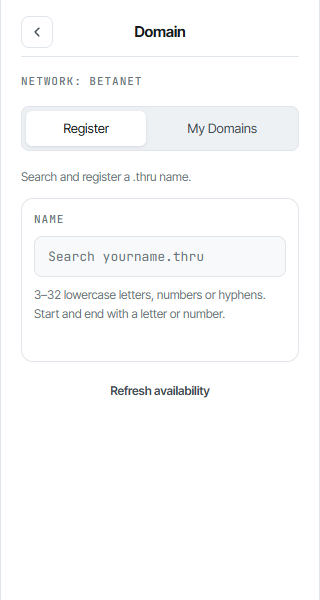 Domain
NETWORK: BETANET
Register
My Domains
Search and register a .thru name.
NAME
Search yourname.thru
3–32 lowercase letters, numbers or hyphens.
Start and end with a letter or number.
Refresh availability